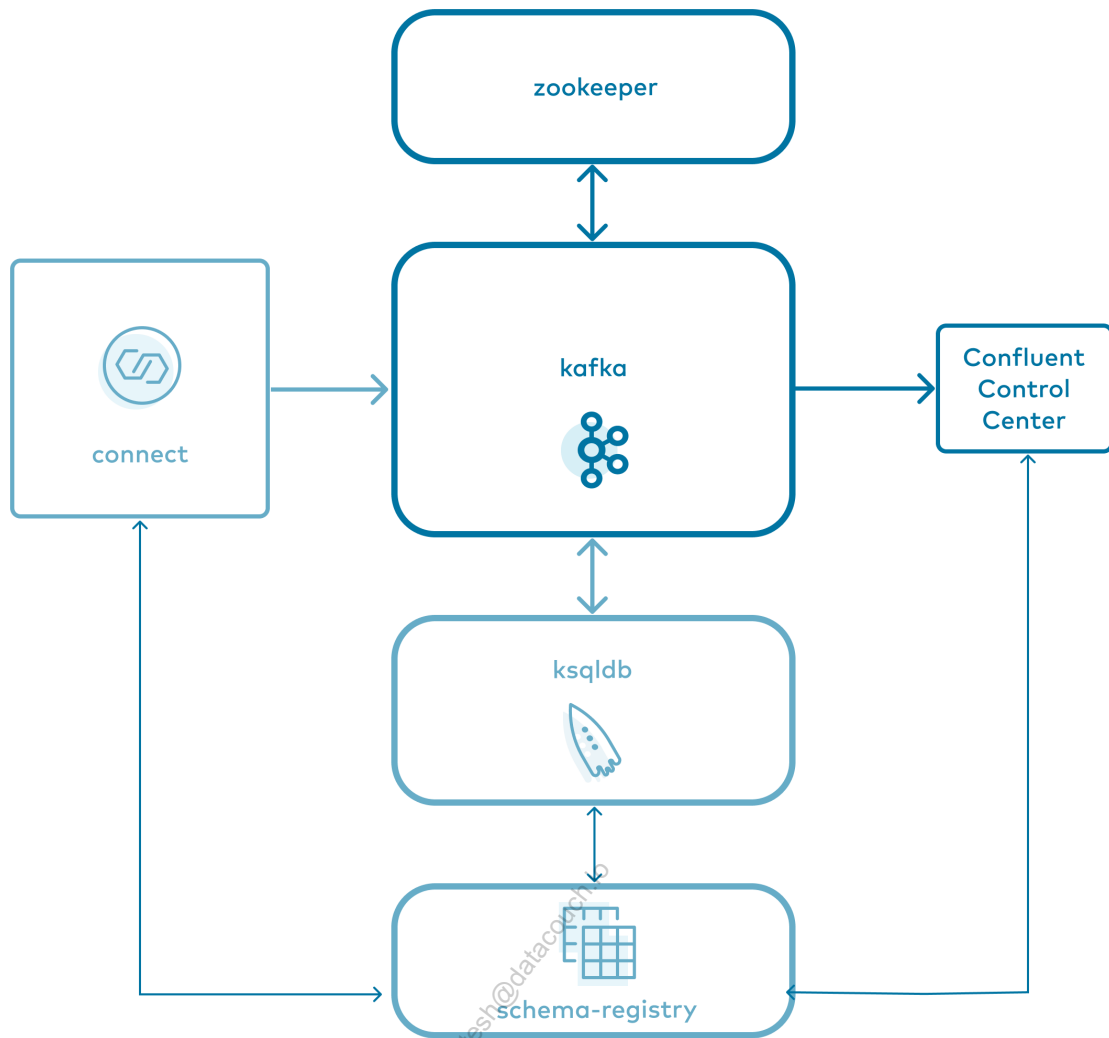 zookeeper
kafka
connect
Confluent
Control
Center
ksqldb
schema-registry